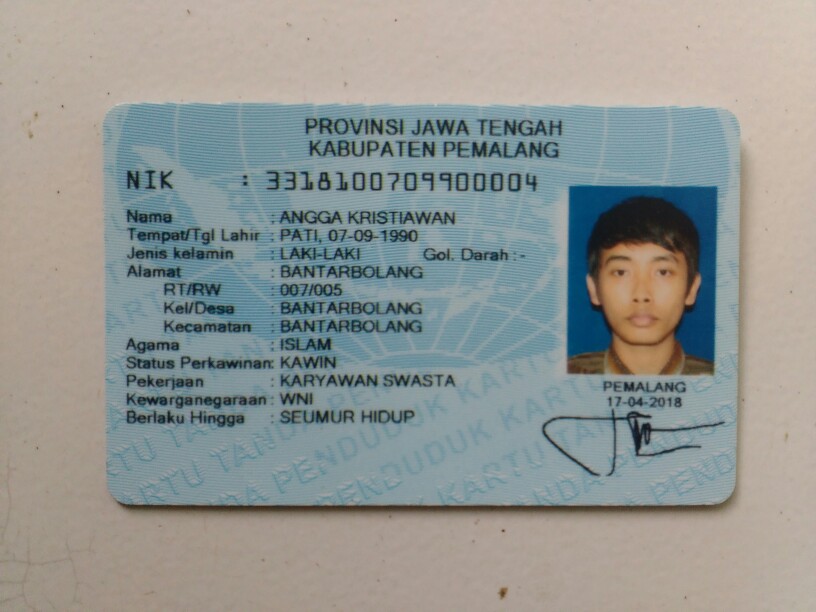 PROVINSI JAWA TENGAH
KABUPATEN PEMALANG
NIK : 3318100709900004
Nama : ANGGA KRISTIAWAN
Tempat/Tgl Lahir : PATI, 07-09-1990
Jenis kelamin : LAKI-LAKI Gol. Darah : -
Alamat : BANTARBOLANG
RT/RW : 007/005
Kel/Desa : BANTARBOLANG
Kecamatan : BANTARBOLANG
Agama : ISLAM
Status Perkawinan: KAWIN
Pekerjaan : KARYAWAN SWASTA
Kewarganegaraan: WNI
Berlaku Hingga : SEUMUR HIDUP
PEMALANG
17-04-2018
KARTU TANDA PENDUDUK KARTU TANDA PENDUDUK